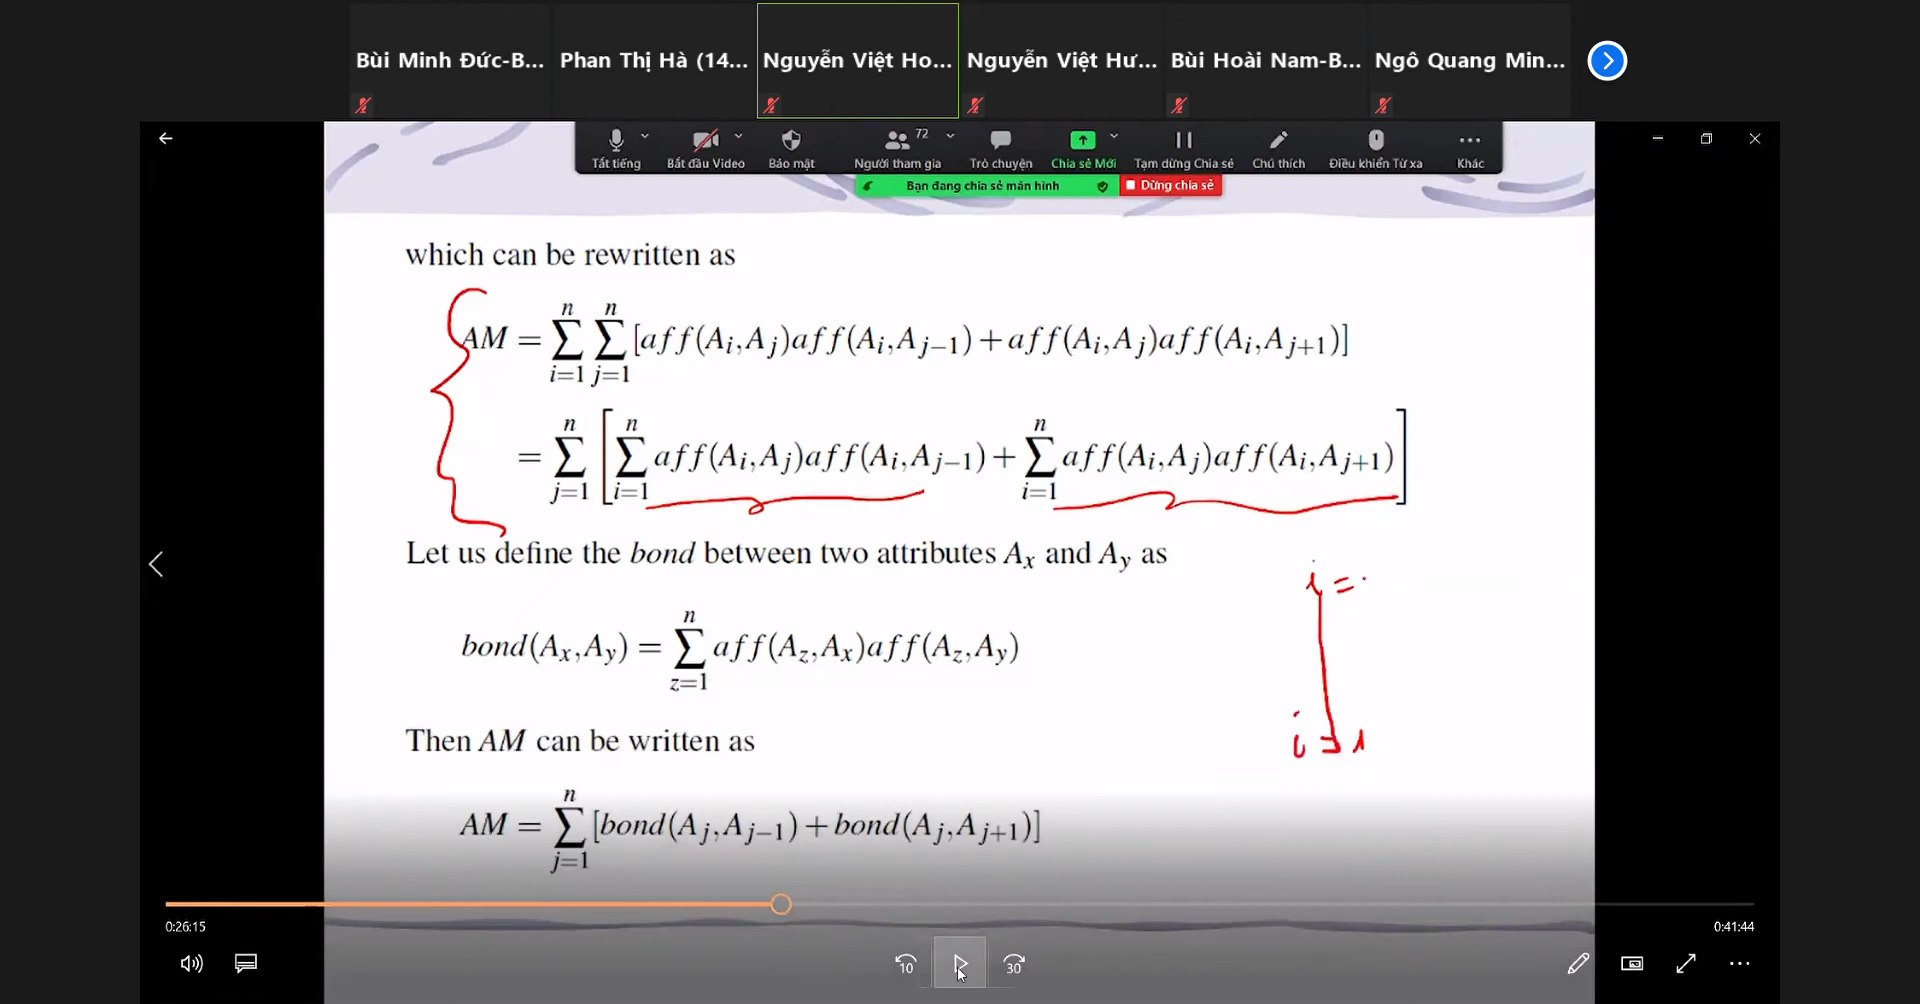 Bùi Minh Đức-B... Phan Thị Hà (14... Nguyễn Việt Ho... Nguyễn Việt Hư... Bùi Hoài Nam-B... Ngô Quang Min...
72
Tắt tiếng Bắt đầu Video Bảo mật Người tham gia Trò chuyện Chia sẻ Mới Tạm dừng Chia sẻ Chú thích Điều khiển Từ xa Khác
Bạn đang chia sẻ màn hình Dừng chia sẻ
which can be rewritten as
AM = ∑_{i=1}^{n} ∑_{j=1}^{n} [aff(A_i,A_j)aff(A_i,A_{j−1})+aff(A_i,A_j)aff(A_i,A_{j+1})]
= ∑_{j=1}^{n} [∑_{i=1}^{n} aff(A_i,A_j)aff(A_i,A_{j−1})+∑_{i=1}^{n} aff(A_i,A_j)aff(A_i,A_{j+1})]
Let us define the bond between two attributes A_x and A_y as
i =
bond(A_x,A_y) = ∑_{z=1}^{n} aff(A_z,A_x)aff(A_z,A_y)
Then AM can be written as
i = 1
AM = ∑_{j=1}^{n} [bond(A_j,A_{j−1})+bond(A_j,A_{j+1})]
0:26:15 0:41:44
10 30